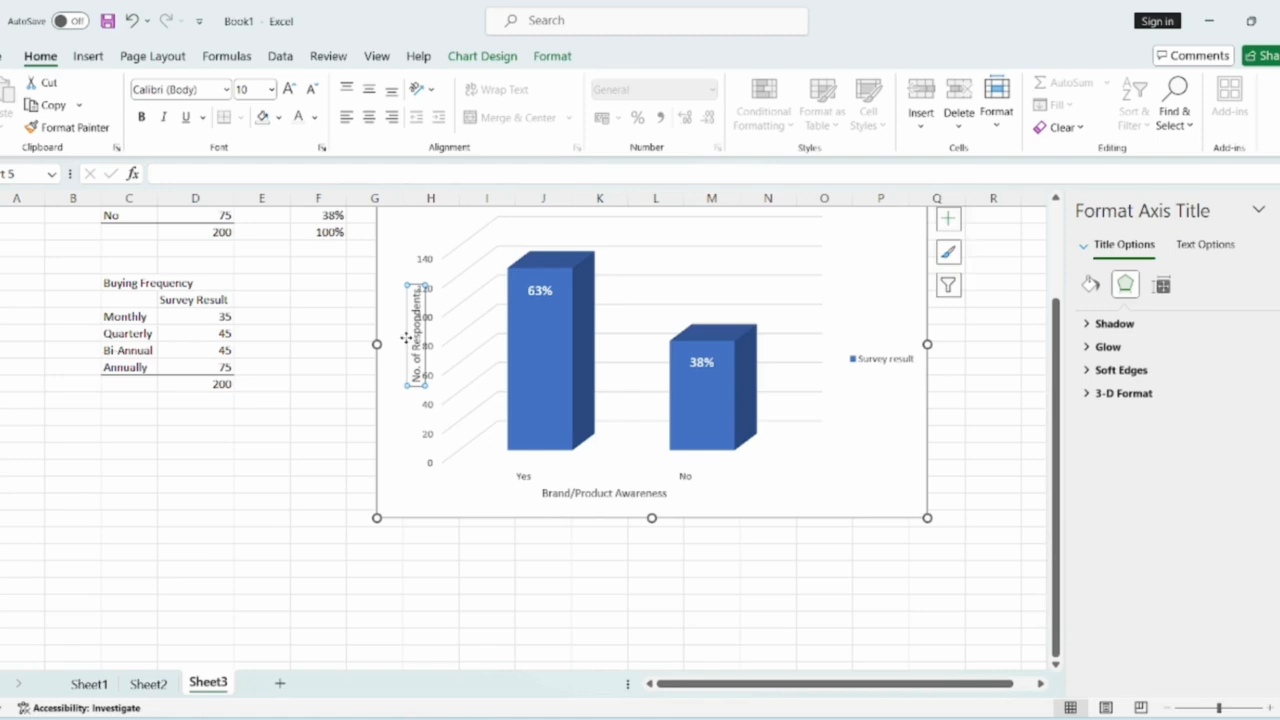 AutoSave Off Book1 - Excel Search Sign in
Home Insert Page Layout Formulas Data Review View Help Chart Design Format Comments Sha
Cut Calibri (Body) 10 Wrap Text General AutoSum
Copy Conditional Format as Cell Insert Delete Format Fill Sort & Find & Add-ins
Format Painter B I U Merge & Center Formatting Table Styles Clear Filter Select
Clipboard Font Alignment Number Styles Cells Editing Add-ins
t 5 fx
A B C D E F G H I J K L M N O P Q R
No 75 38%
200 100%
Buying Frequency
Survey Result
Monthly 35
Quarterly 45
Bi-Annual 45
Annually 75
200
140
120
100
80
60
40
20
0
No. of Respondents
63%
38%
Survey result
Yes No
Brand/Product Awareness
Format Axis Title
Title Options Text Options
Shadow
Glow
Soft Edges
3-D Format
Sheet1 Sheet2 Sheet3
Accessibility: Investigate